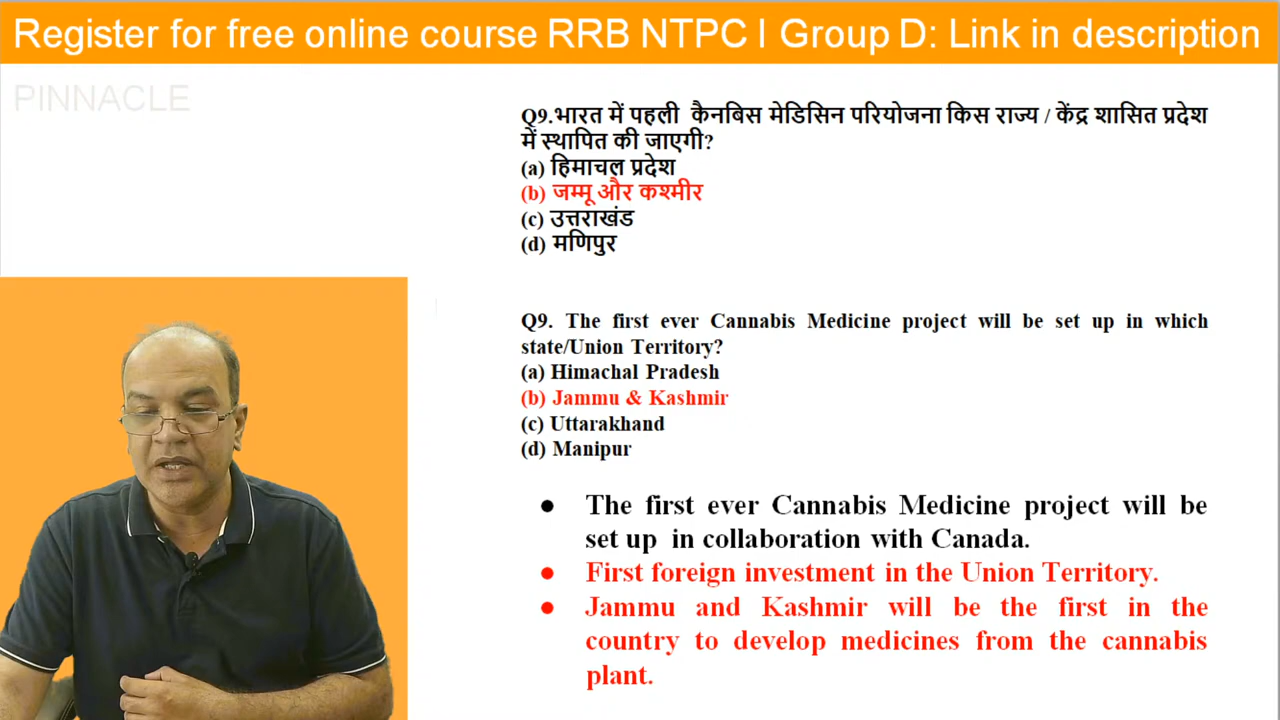 Register for free online course RRB NTPC I Group D: Link in description
PINNACLE
Q9.भारत में पहली कैनबिस मेडिसिन परियोजना किस राज्य / केंद्र शासित प्रदेश
में स्थापित की जाएगी?
(a) हिमाचल प्रदेश
(b) जम्मू और कश्मीर
(c) उत्तराखंड
(d) मणिपुर
Q9. The first ever Cannabis Medicine project will be set up in which
state/Union Territory?
(a) Himachal Pradesh
(b) Jammu & Kashmir
(c) Uttarakhand
(d) Manipur
● The first ever Cannabis Medicine project will be
set up in collaboration with Canada.
● First foreign investment in the Union Territory.
● Jammu and Kashmir will be the first in the
country to develop medicines from the cannabis
plant.